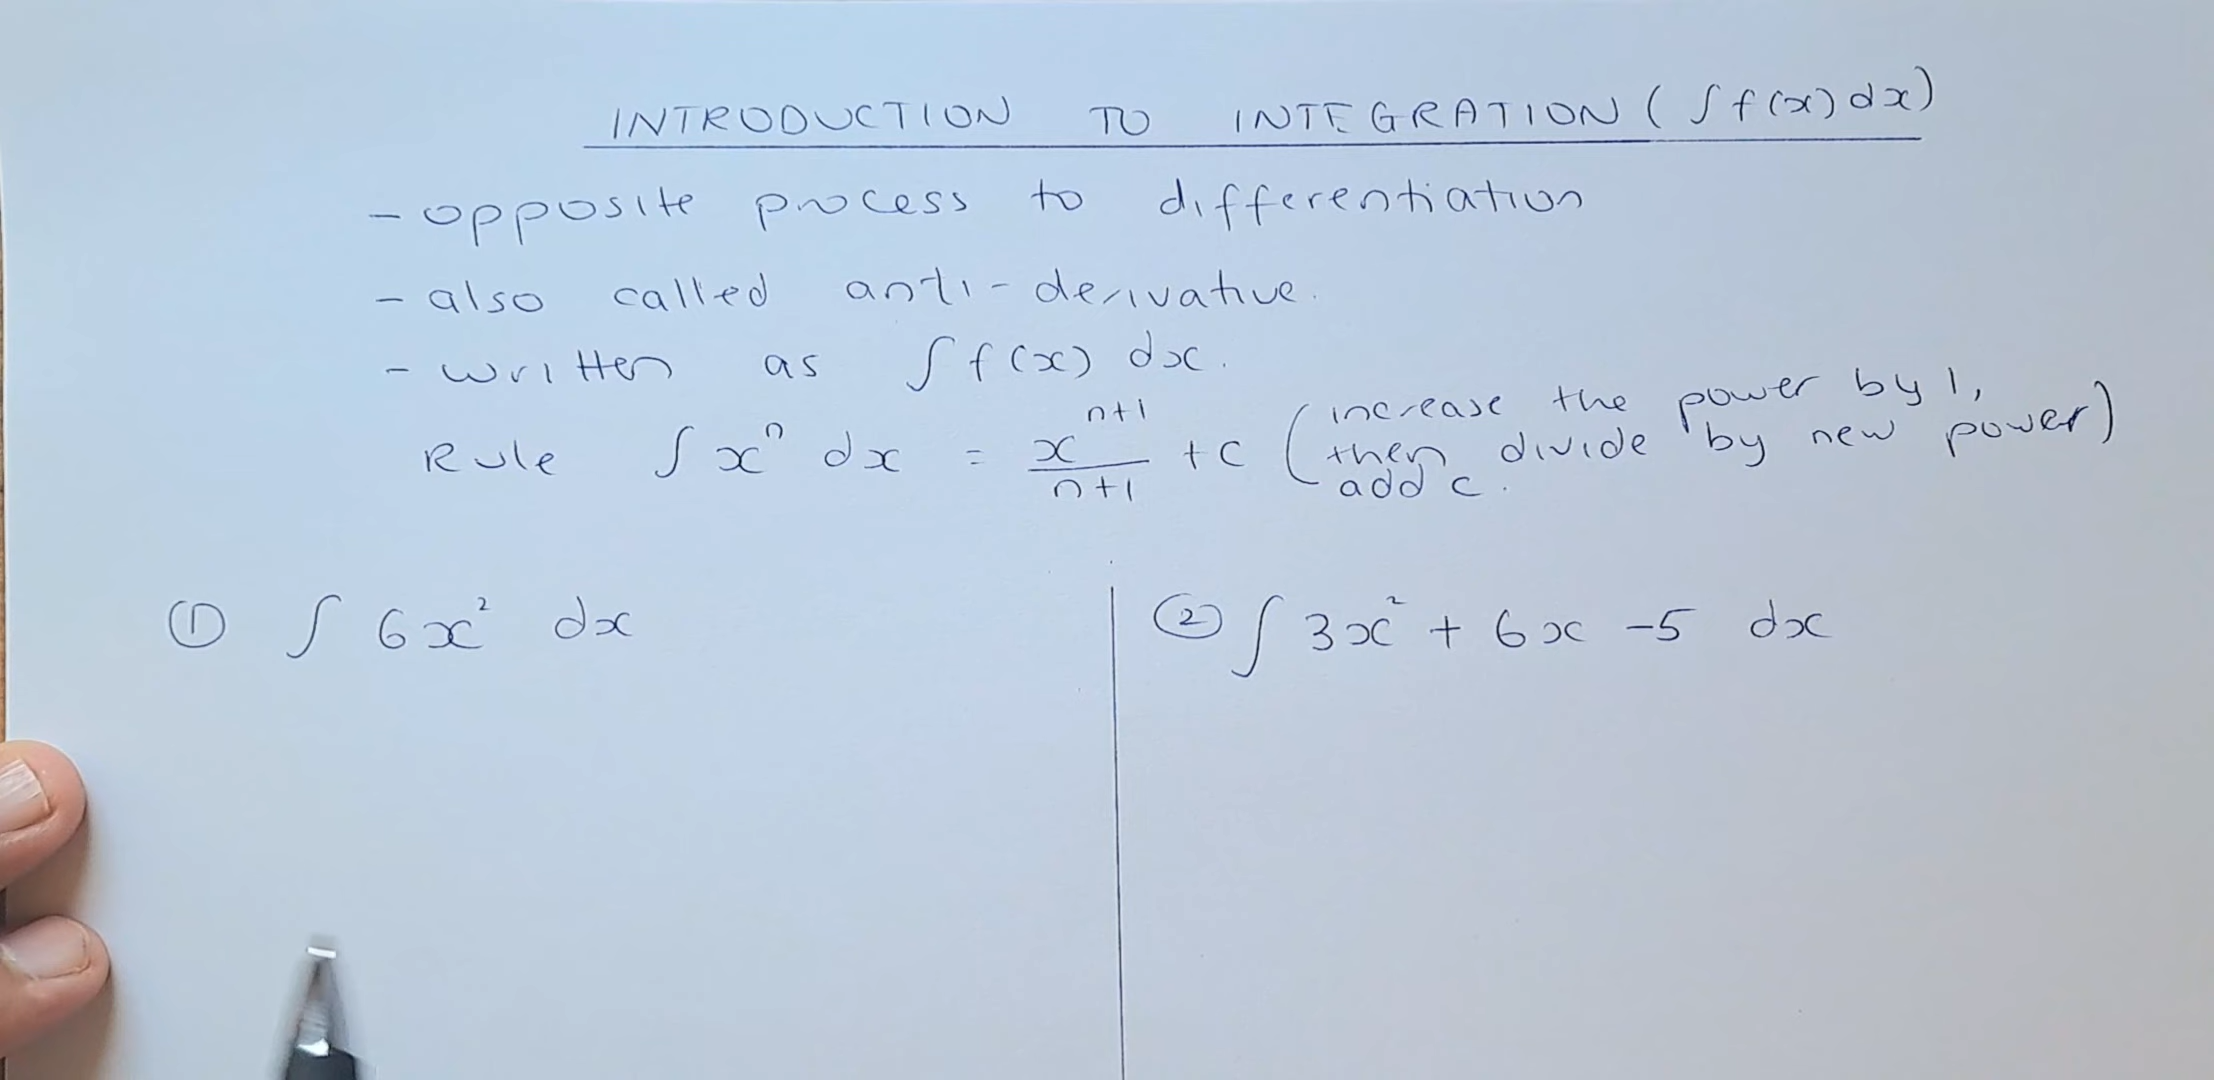 INTRODUCTION TO INTEGRATION (∫f(x)dx)
- opposite process to differentiation
- also called anti-derivative.
- written as ∫f(x) dx.
Rule ∫xⁿ dx = xⁿ⁺¹/n+1 + c (increase the power by 1,
then divide by new power)
add c.
① ∫ 6x² dx
② ∫ 3x² + 6x - 5 dx